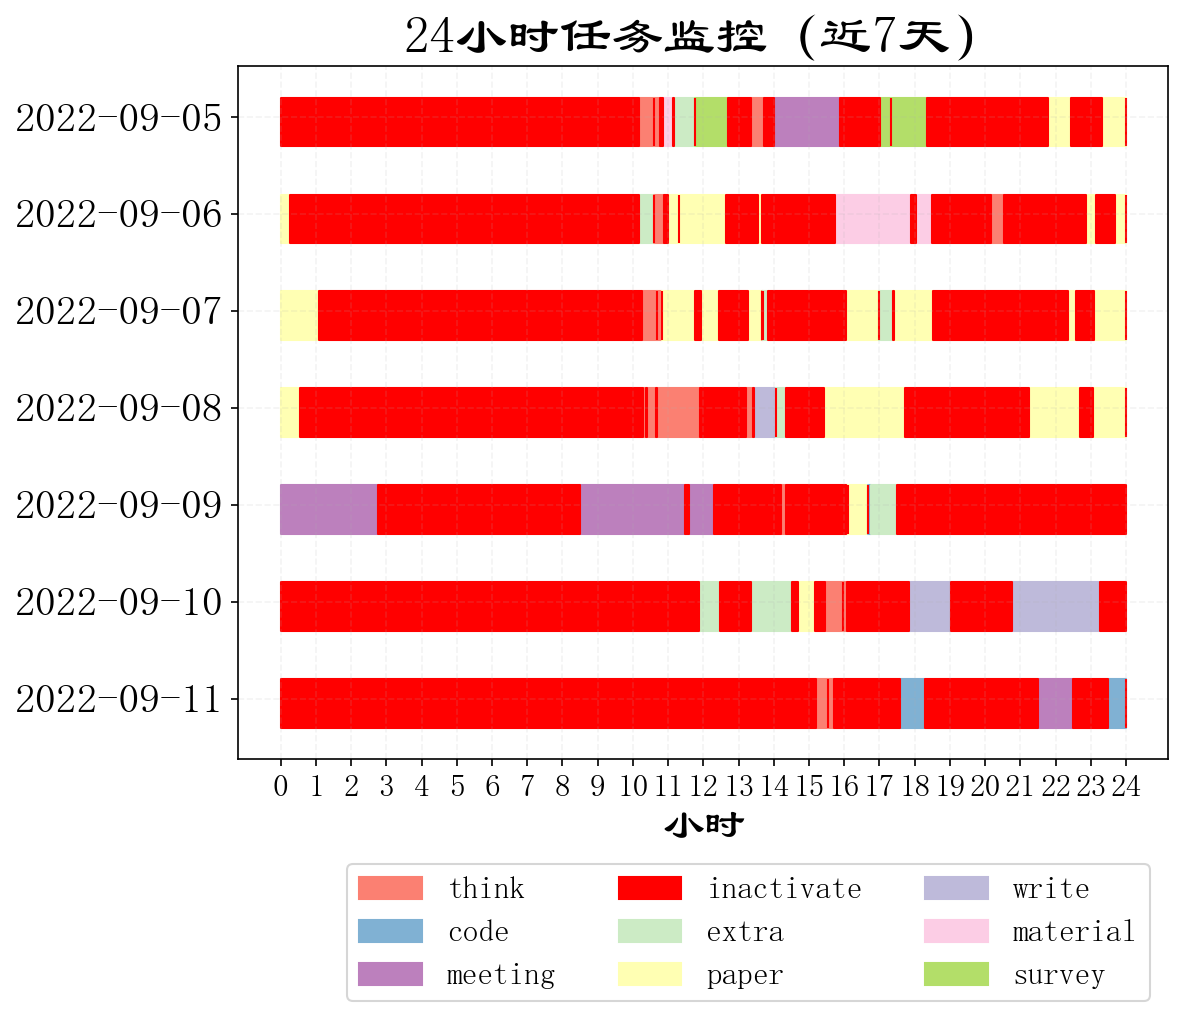 24小时任务监控 (近7天)
2022-09-05
2022-09-06
2022-09-07
2022-09-08
2022-09-09
2022-09-10
2022-09-11
0 1 2 3 4 5 6 7 8 9 10 11 12 13 14 15 16 17 18 19 20 21 22 23 24
小时
think inactivate write
code extra material
meeting paper survey